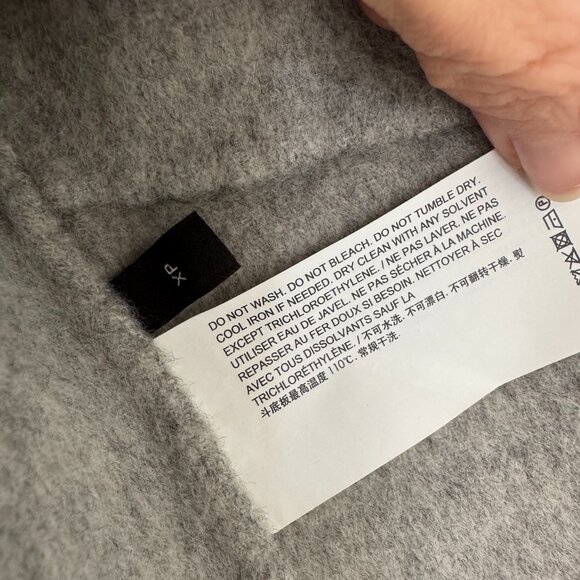 XP
DO NOT WASH. DO NOT BLEACH. DO NOT TUMBLE DRY.
COOL IRON IF NEEDED. DRY CLEAN WITH ANY SOLVENT
EXCEPT TRICHLOROETHYLENE. / NE PAS LAVER. NE PAS
UTILISER EAU DE JAVEL. NE PAS SÉCHER À LA MACHINE.
REPASSER AU FER DOUX SI BESOIN. NETTOYER À SEC
AVEC TOUS DISSOLVANTS SAUF LA
TRICHLORÉTHYLÈNE. / 不可水洗. 不可漂白. 不可翻转干燥. 熨
斗底板最高温度110℃. 常规干洗.